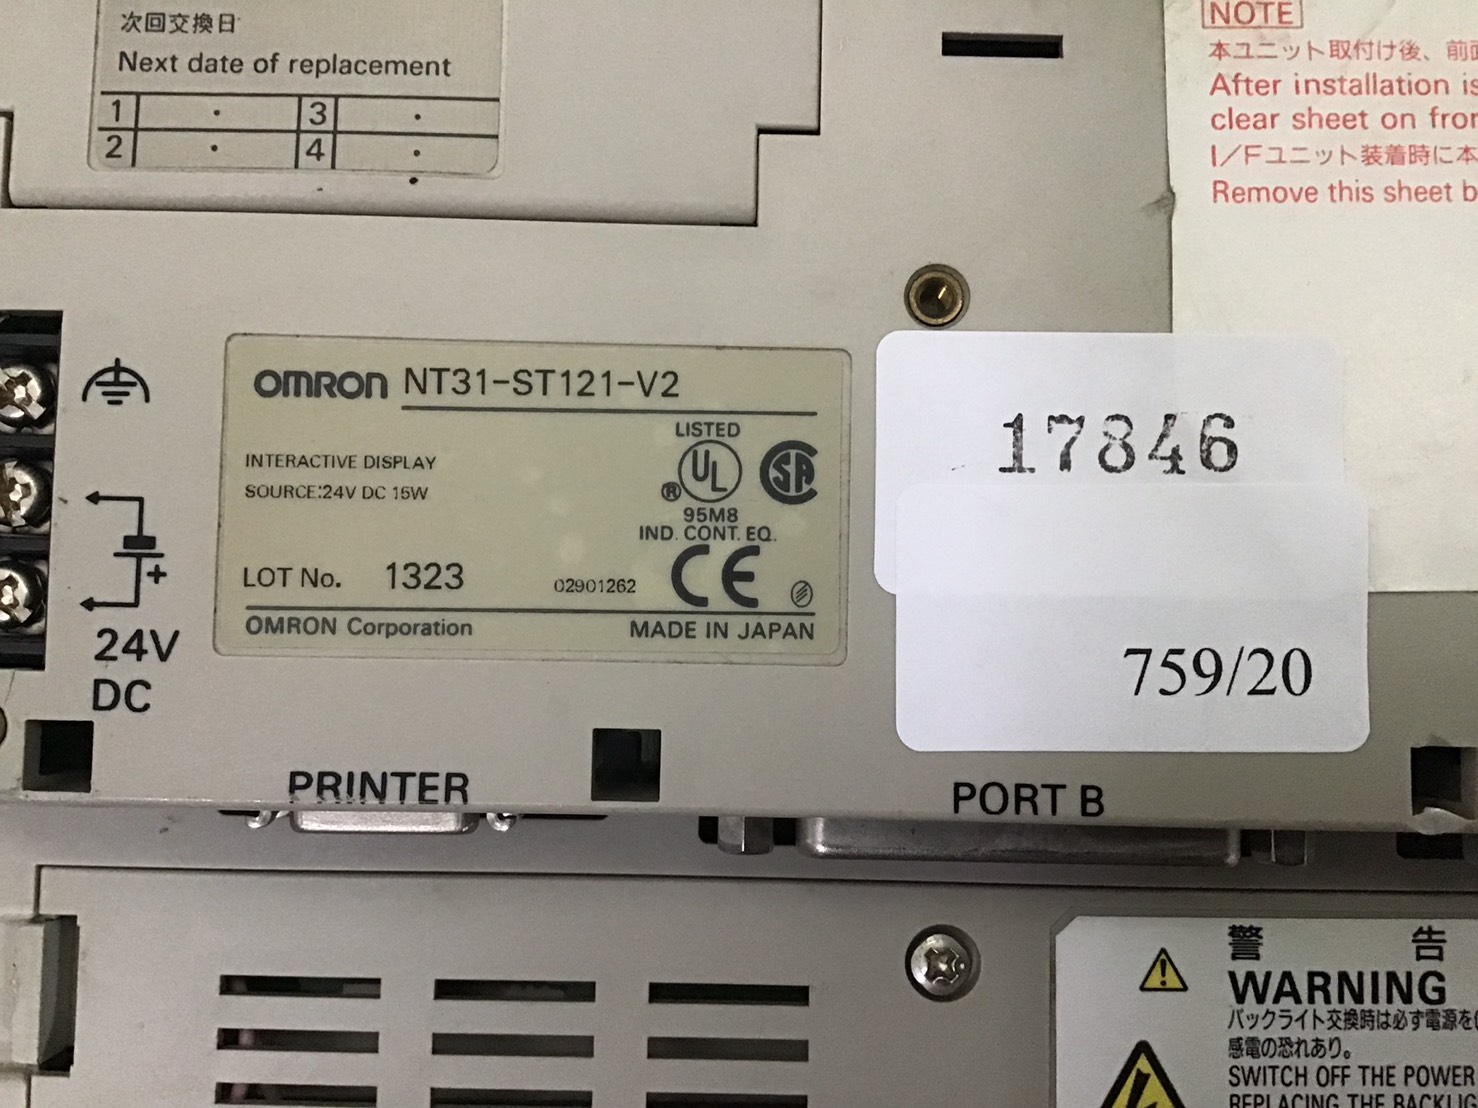 次回交換日
Next date of replacement
1 · 3 ·
2 · 4 ·
NOTE
本ユニット取付け後、前面
After installation is
clear sheet on fron
I/Fユニット装着時に本
Remove this sheet b
OMRON NT31-ST121-V2
LISTED
UL
®
SA
95M8
IND. CONT. EQ.
INTERACTIVE DISPLAY
SOURCE:24V DC 15W
LOT No. 1323
02901262
CE
OMRON Corporation
MADE IN JAPAN
17846
759/20
+
24V
DC
PRINTER
PORT B
警告
WARNING
バックライト交換時は必ず電源を
感電の恐れあり。
SWITCH OFF THE POWER
REPLACING THE BACKLIG